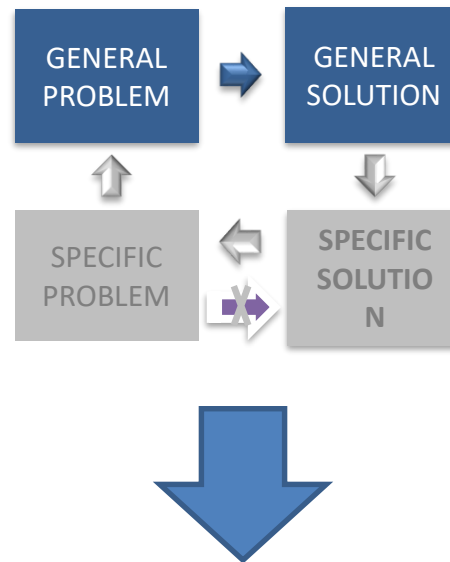 GENERAL
PROBLEM
GENERAL
SOLUTION
SPECIFIC
PROBLEM
SPECIFIC
SOLUTIO
N